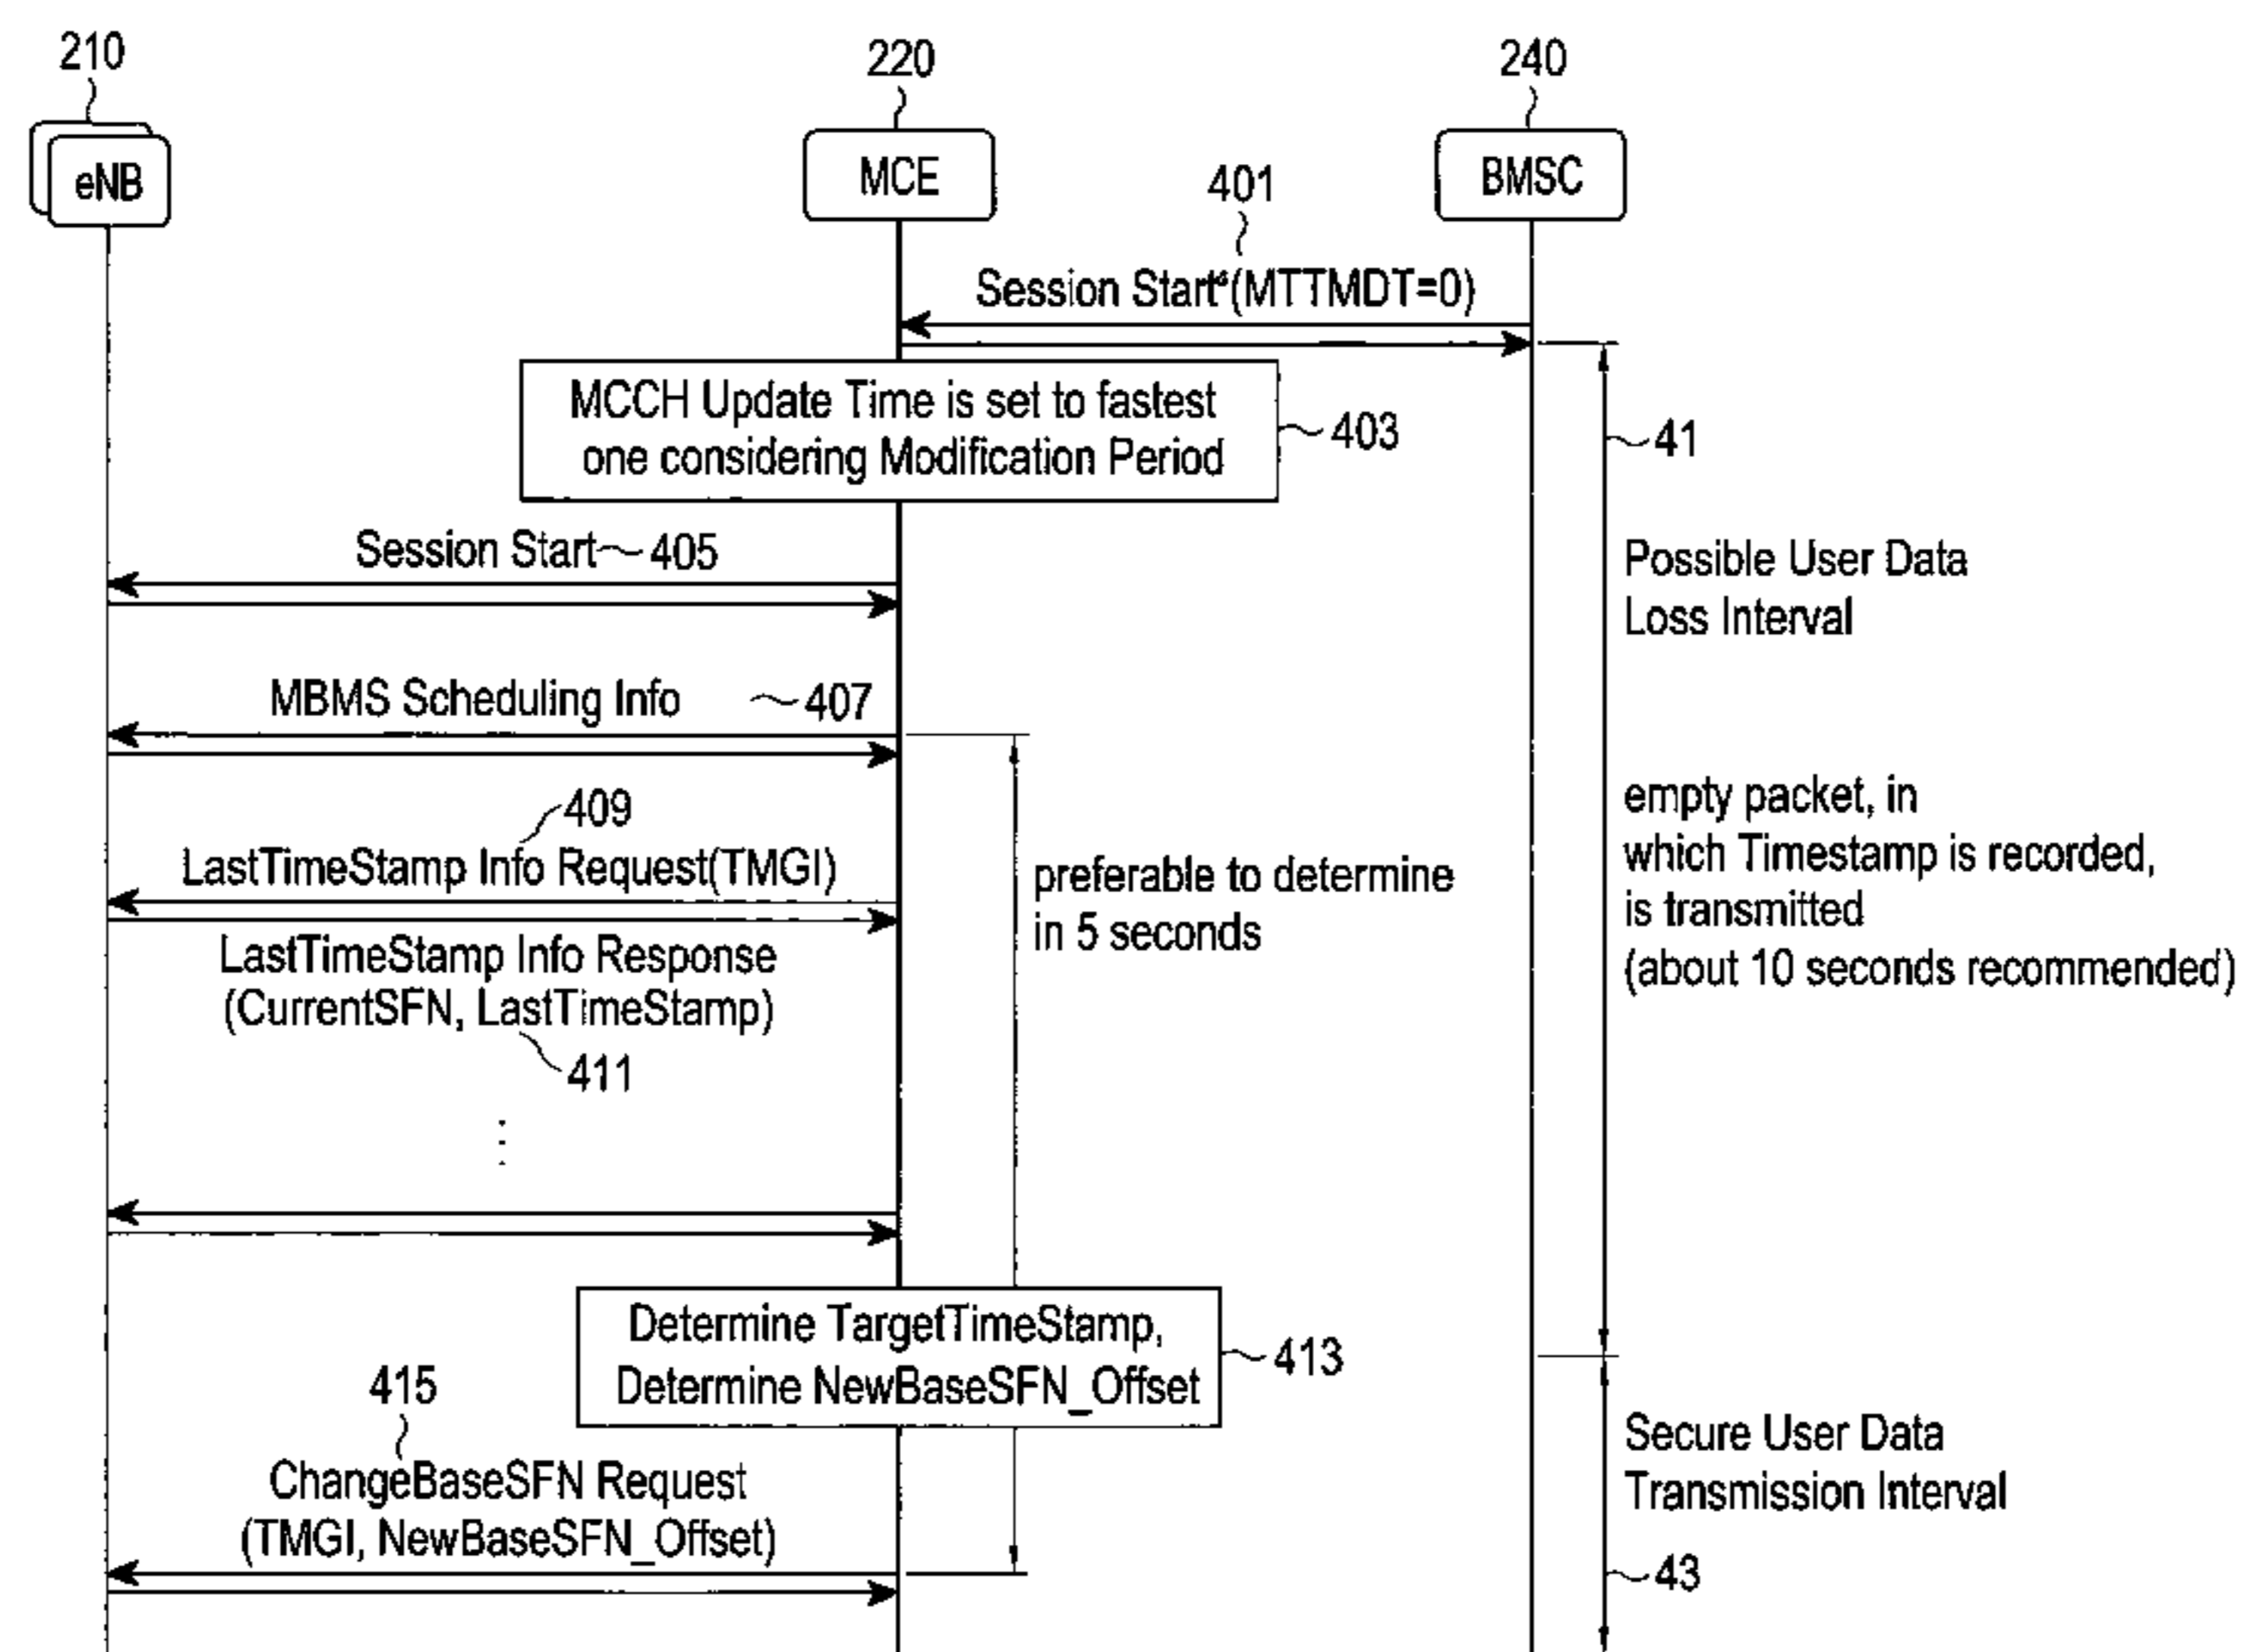 210
220
240
eNB
MCE
BMSC
401
Session Start*(MTTMDT=0)
MCCH Update Time is set to fastest
one considering Modification Period
403
41
Session Start
405
Possible User Data
Loss Interval
MBMS Scheduling Info
407
409
LastTimeStamp Info Request(TMGI)
preferable to determine
in 5 seconds
empty packet, in
which Timestamp is recorded,
is transmitted
(about 10 seconds recommended)
LastTimeStamp Info Response
(CurrentSFN, LastTimeStamp)
411
Determine TargetTimeStamp,
Determine NewBaseSFN_Offset
413
415
ChangeBaseSFN Request
(TMGI, NewBaseSFN_Offset)
Secure User Data
Transmission Interval
43